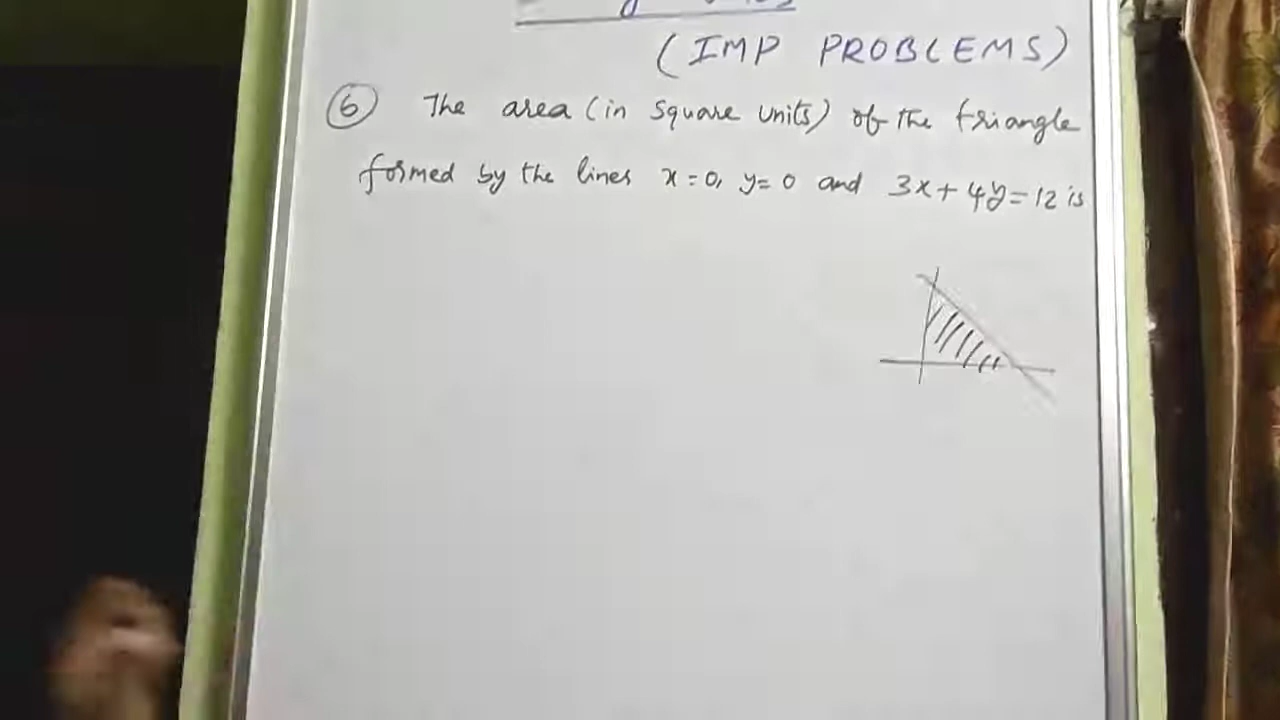 (IMP PROBLEMS)
6 The area (in square units) of the triangle
formed by the lines x=0, y=0 and 3x+4y=12 is